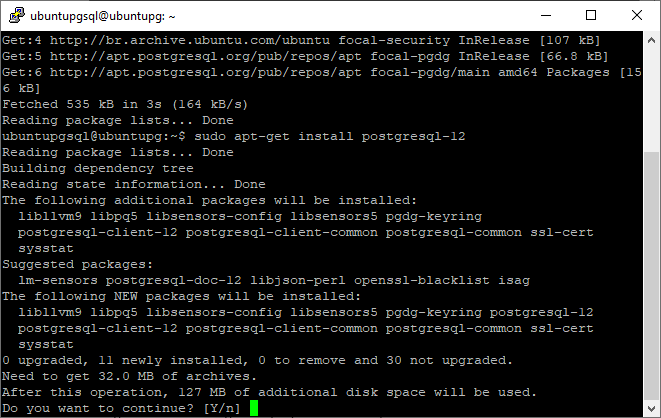 ubuntupgsql@ubuntupg: ~
Get:4 http://br.archive.ubuntu.com/ubuntu focal-security InRelease [107 kB]
Get:5 http://apt.postgresql.org/pub/repos/apt focal-pgdg InRelease [66.8 kB]
Get:6 http://apt.postgresql.org/pub/repos/apt focal-pgdg/main amd64 Packages [15
6 kB]
Fetched 535 kB in 3s (164 kB/s)
Reading package lists... Done
ubuntupgsql@ubuntupg:~$ sudo apt-get install postgresql-12
Reading package lists... Done
Building dependency tree
Reading state information... Done
The following additional packages will be installed:
  libllvm9 libpq5 libsensors-config libsensors5 pgdg-keyring
  postgresql-client-12 postgresql-client-common postgresql-common ssl-cert
  sysstat
Suggested packages:
  lm-sensors postgresql-doc-12 libjson-perl openssl-blacklist isag
The following NEW packages will be installed:
  libllvm9 libpq5 libsensors-config libsensors5 pgdg-keyring postgresql-12
  postgresql-client-12 postgresql-client-common postgresql-common ssl-cert
  sysstat
0 upgraded, 11 newly installed, 0 to remove and 30 not upgraded.
Need to get 32.0 MB of archives.
After this operation, 127 MB of additional disk space will be used.
Do you want to continue? [Y/n]